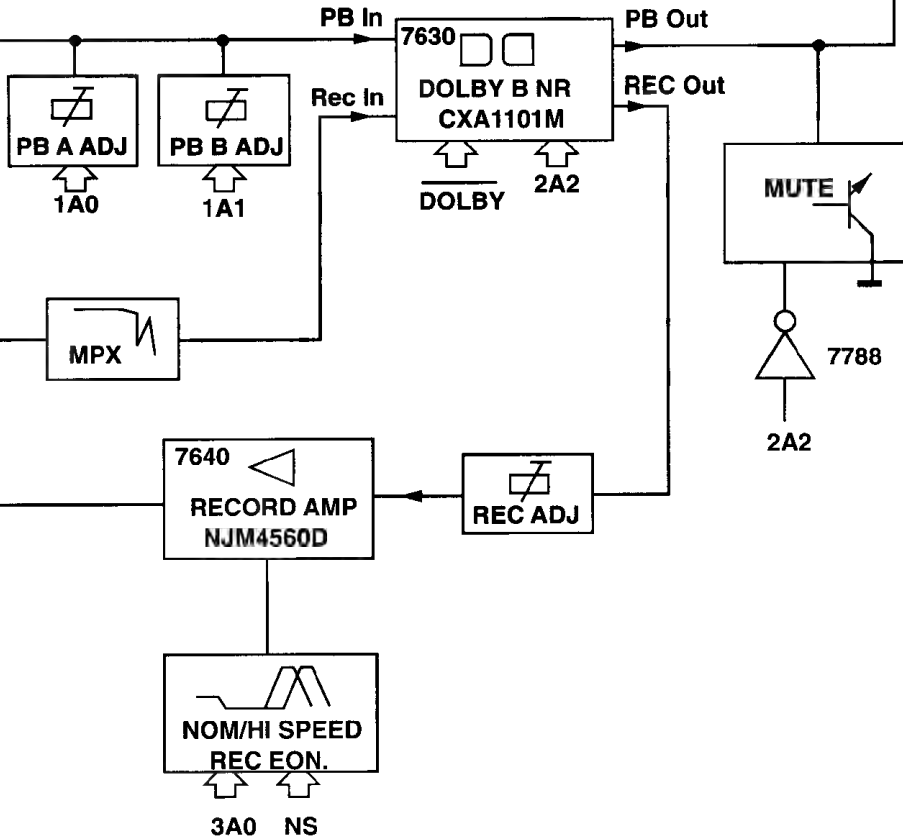 PB In
7630
PB Out
DOLBY B NR
CXA1101M
Rec In
REC Out
PB A ADJ
PB B ADJ
1A0
1A1
DOLBY
2A2
MUTE
MPX
7788
2A2
7640
RECORD AMP
NJM4560D
REC ADJ
NOM/HI SPEED
REC EON.
3A0
NS